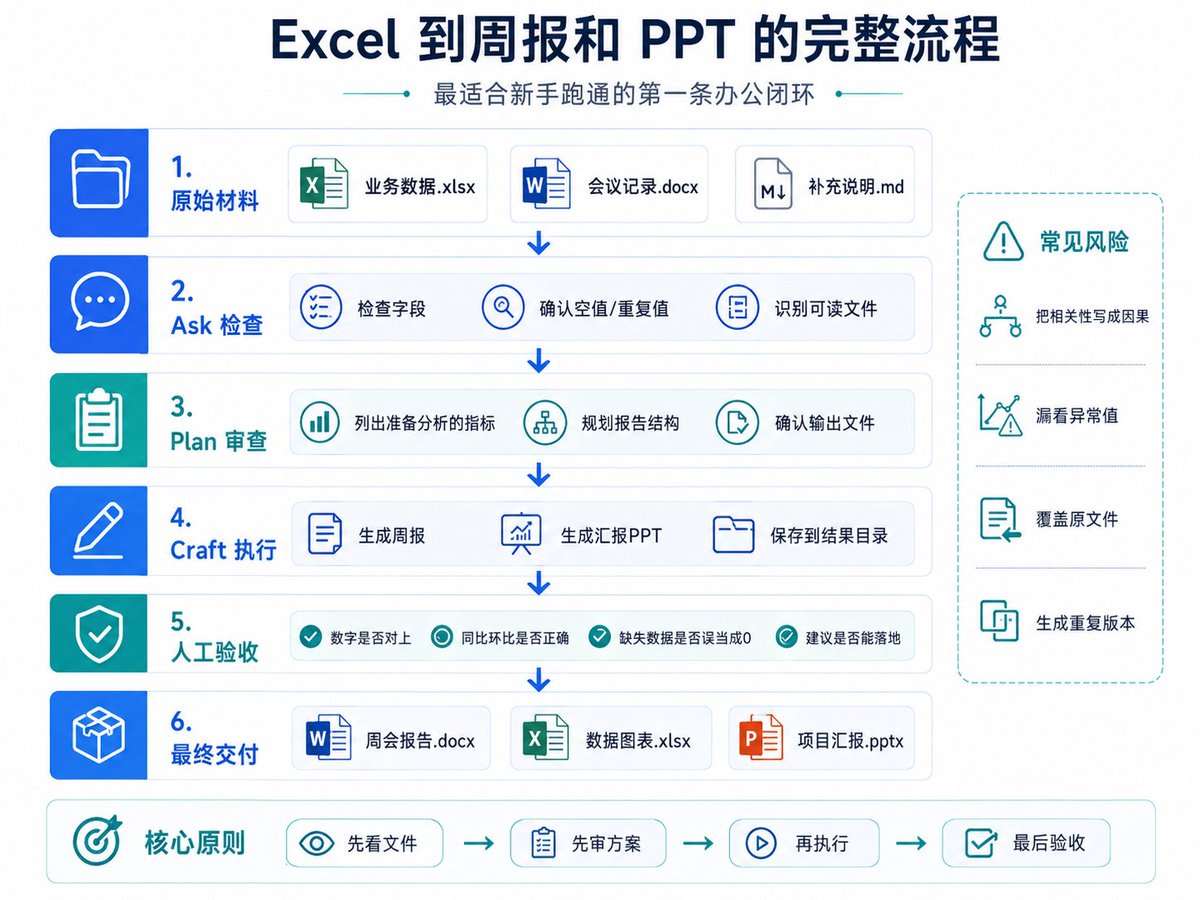 Excel 到周报和 PPT 的完整流程
最适合新手跑通的第一条办公闭环
1.
原始材料
X
业务数据.xlsx
W
会议记录.docx
M↓
补充说明.md
2.
Ask 检查
检查字段
确认空值/重复值
识别可读文件
3.
Plan 审查
列出准备分析的指标
规划报告结构
确认输出文件
4.
Craft 执行
生成周报
生成汇报PPT
保存到结果目录
5.
人工验收
数字是否对上
同比环比是否正确
缺失数据是否误当成0
建议是否能落地
6.
最终交付
W
周会报告.docx
X
数据图表.xlsx
P
项目汇报.pptx
常见风险
把相关性写成因果
漏看异常值
覆盖原文件
生成重复版本
核心原则
先看文件
先审方案
再执行
最后验收